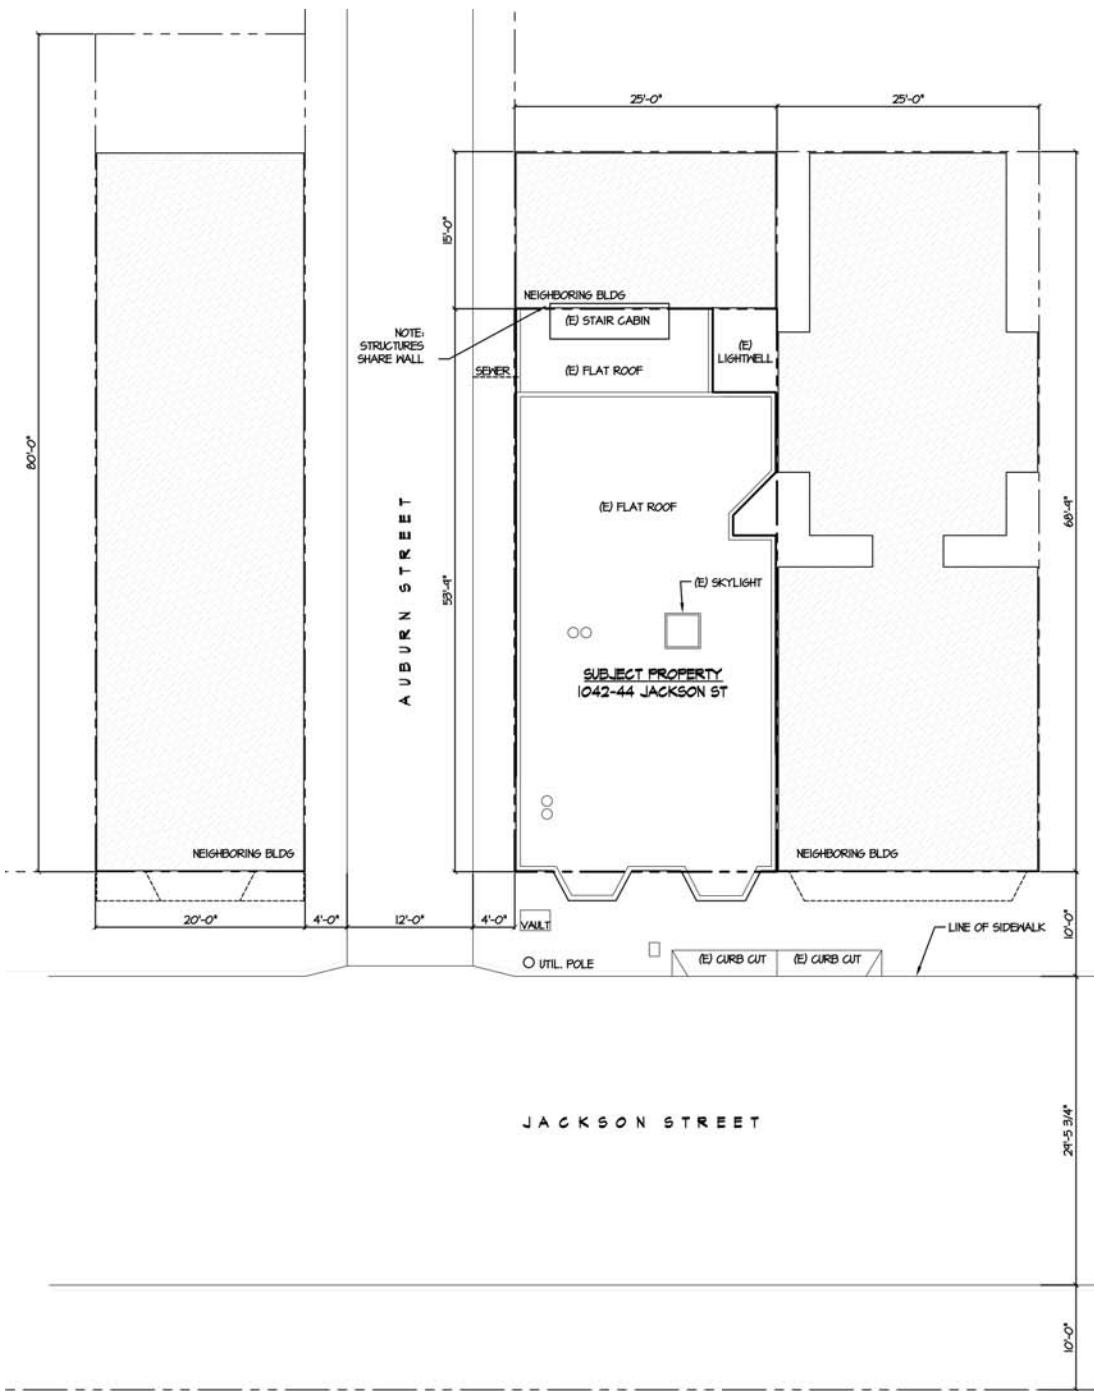 25'-0"
25'-0"
15'-0"
NEIGHBORING BLDG
(E) STAIR CABIN
NOTE:
STRUCTURES
SHARE WALL
(E)
LIGHTWELL
SEWER
(E) FLAT ROOF
80'-0"
AUBURN STREET
53'-4"
68'-4"
(E) FLAT ROOF
(E) SKYLIGHT
SUBJECT PROPERTY
1042-44 JACKSON ST
NEIGHBORING BLDG
NEIGHBORING BLDG
20'-0"
4'-0"
12'-0"
4'-0"
VAULT
LINE OF SIDEWALK
10'-0"
UTIL. POLE
(E) CURB CUT
(E) CURB CUT
JACKSON STREET
29'-5 3/4"
10'-0"